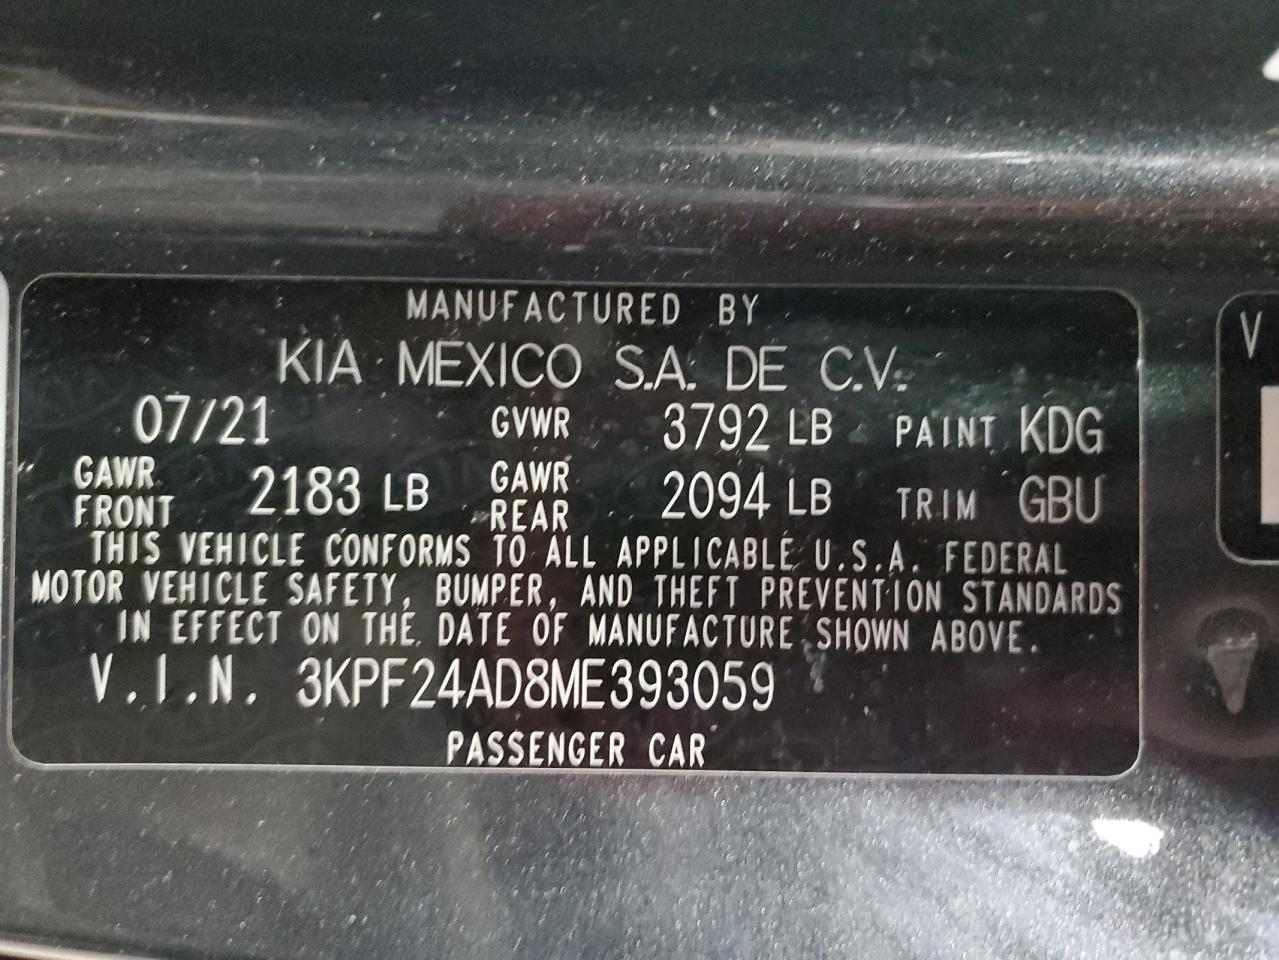 MANUFACTURED BY
KIA MEXICO S.A. DE C.V.
07/21 GVWR 3792 LB PAINT KDG
GAWR FRONT 2183 LB GAWR REAR 2094 LB TRIM GBU
THIS VEHICLE CONFORMS TO ALL APPLICABLE U.S.A. FEDERAL
MOTOR VEHICLE SAFETY, BUMPER, AND THEFT PREVENTION STANDARDS
IN EFFECT ON THE DATE OF MANUFACTURE SHOWN ABOVE.
V.I.N. 3KPF24AD8ME393059
PASSENGER CAR
V